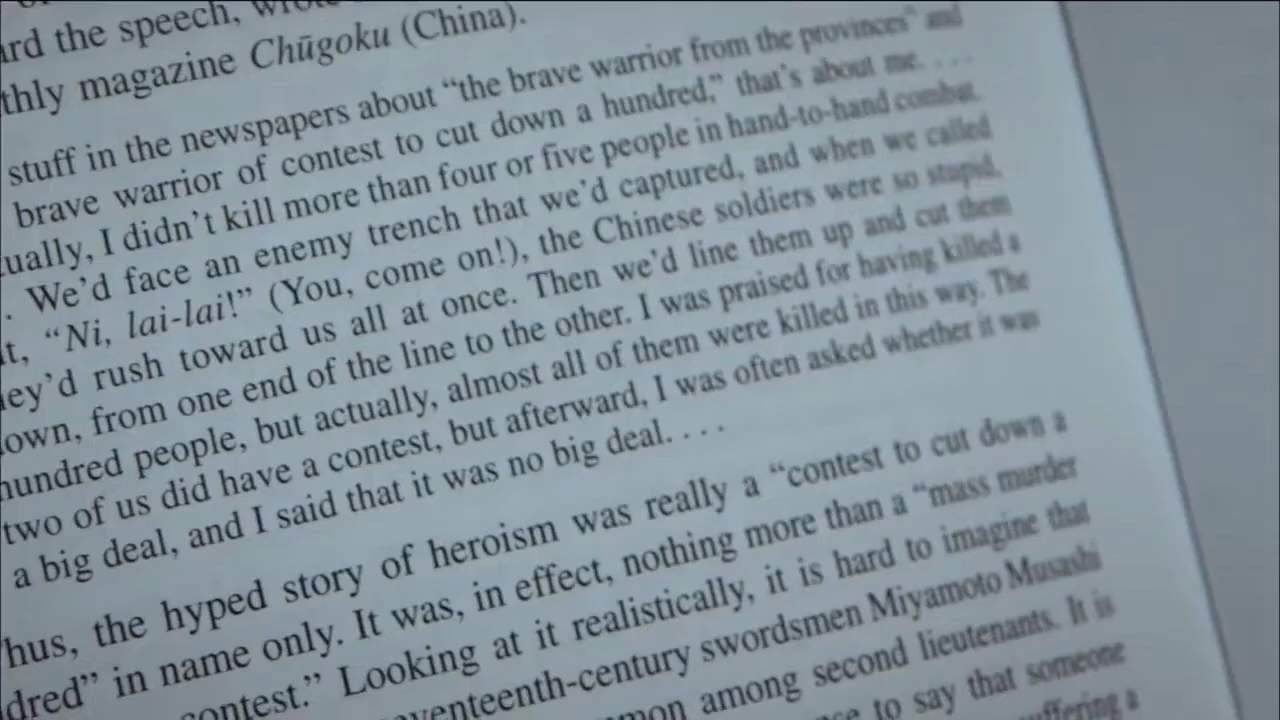 ard the speech, wrote
thly magazine Chūgoku (China).
stuff in the newspapers about “the brave warrior from the provinces” and
brave warrior of contest to cut down a hundred,” that’s about me. . . .
ually, I didn’t kill more than four or five people in hand-to-hand combat.
. We’d face an enemy trench that we’d captured, and when we called
t, “Ni, lai-lai!” (You, come on!), the Chinese soldiers were so stupid,
ey’d rush toward us all at once. Then we’d line them up and cut them
own, from one end of the line to the other. I was praised for having killed a
hundred people, but actually, almost all of them were killed in this way. The
two of us did have a contest, but afterward, I was often asked whether it was
a big deal, and I said that it was no big deal. . . .
hus, the hyped story of heroism was really a “contest to cut down a
dred” in name only. It was, in effect, nothing more than a “mass murder
contest.” Looking at it realistically, it is hard to imagine that
venteenth-century swordsmen Miyamoto Musashi
mon among second lieutenants. It is
ce to say that someone
uffering a